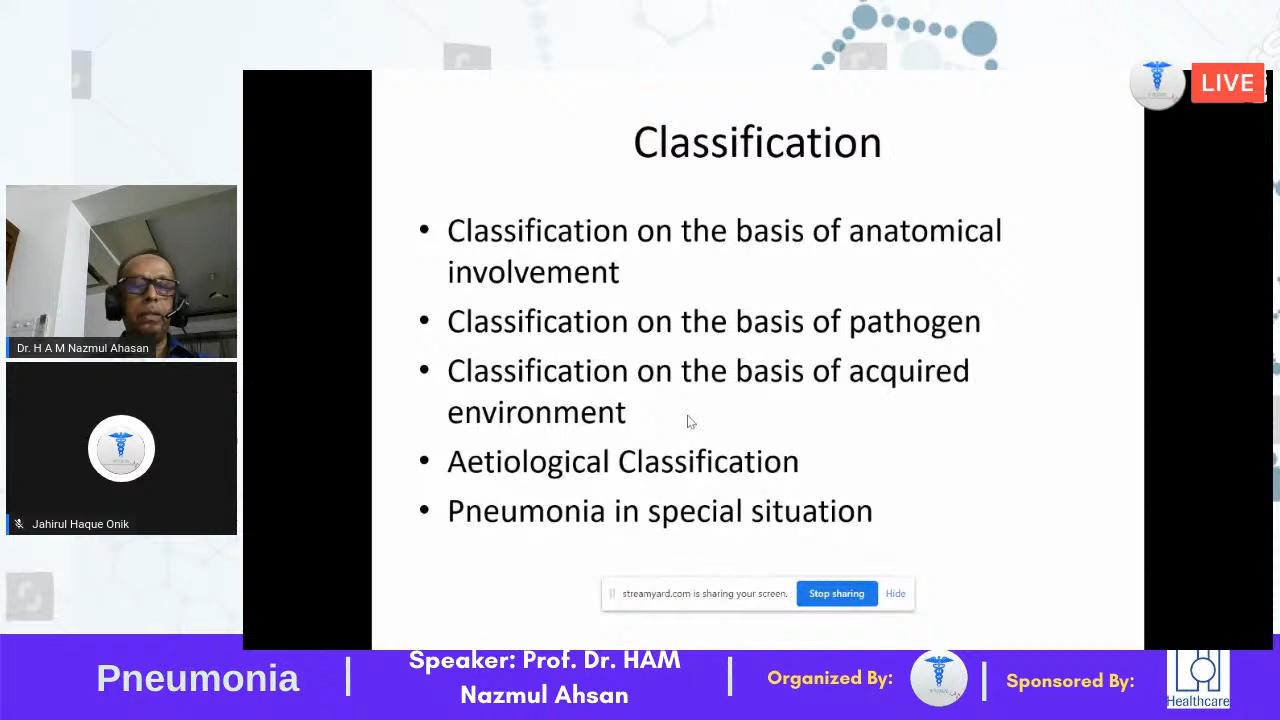 LIVE
Classification
• Classification on the basis of anatomical
involvement
• Classification on the basis of pathogen
• Classification on the basis of acquired
environment
• Aetiological Classification
• Pneumonia in special situation
Dr. H A M Nazmul Ahasan
Jahirul Haque Onik
streamyard.com is sharing your screen. Stop sharing Hide
Pneumonia
Speaker: Prof. Dr. HAM
Nazmul Ahsan
Organized By:
Sponsored By:
Healthcare